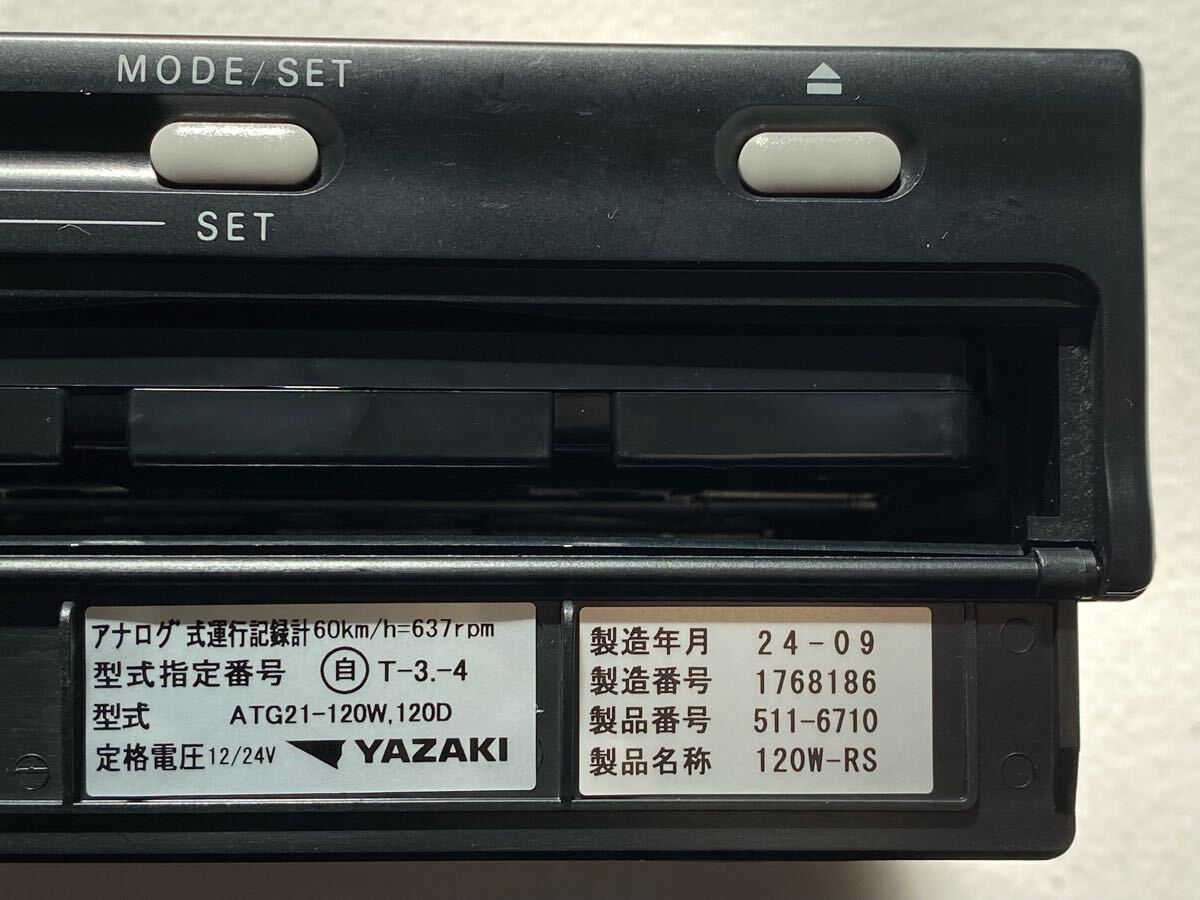 MODE/SET
SET
アナログ式運行記録計60km/h=637rpm
型式指定番号 自 T-3.-4
型式 ATG21-120W,120D
定格電圧12/24V YAZAKI
製造年月 24-09
製造番号 1768186
製品番号 511-6710
製品名称 120W-RS